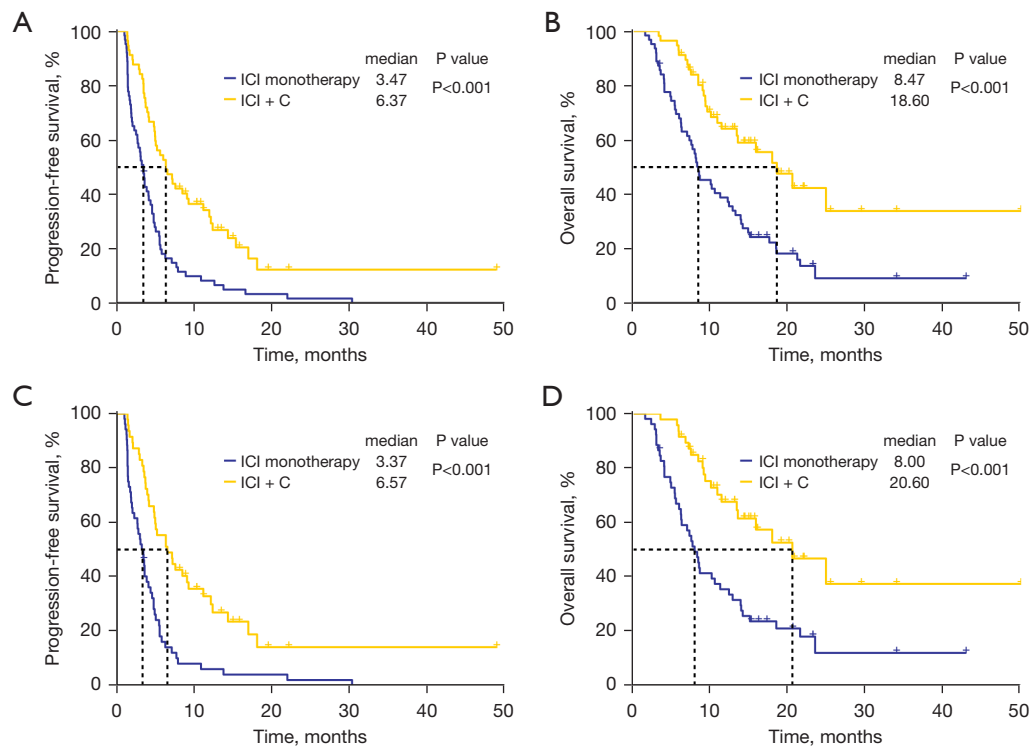 A
Progression-free survival, %
100
80
60
40
20
0
median P value
ICI monotherapy 3.47
P<0.001
ICI + C 6.37
0 10 20 30 40 50
Time, months
B
Overall survival, %
100
80
60
40
20
0
median P value
ICI monotherapy 8.47
P<0.001
ICI + C 18.60
0 10 20 30 40 50
Time, months
C
Progression-free survival, %
100
80
60
40
20
0
median P value
ICI monotherapy 3.37
P<0.001
ICI + C 6.57
0 10 20 30 40 50
Time, months
D
Overall survival, %
100
80
60
40
20
0
median P value
ICI monotherapy 8.00
P<0.001
ICI + C 20.60
0 10 20 30 40 50
Time, months